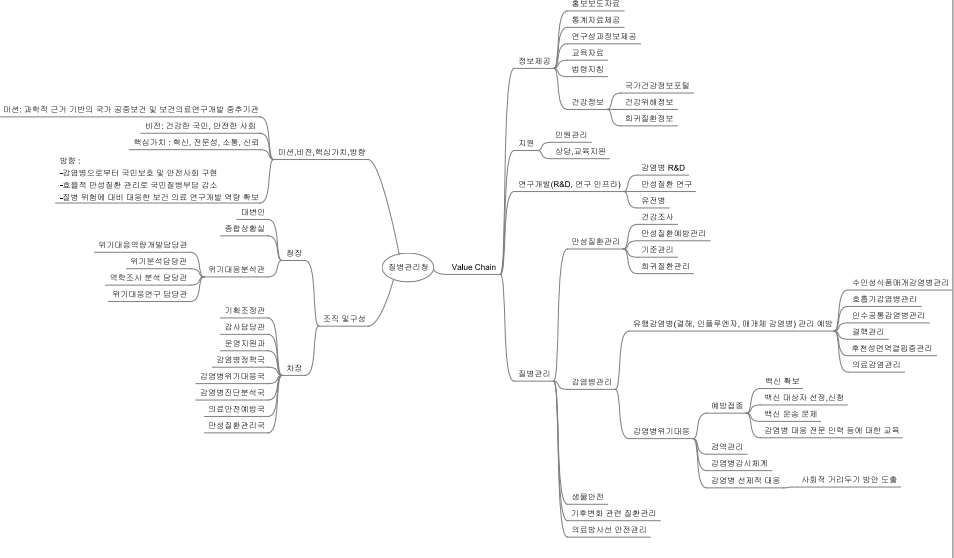 홍보보도자료
통계자료제공
연구성과정보제공
교육자료
법령지침
정보제공
국가건강정보포털
건강정보
건강위해정보
희귀질환정보
미션: 과학적 근거 기반의 국가 공중보건 및 보건의료연구개발 중추기관
비전: 건강한 국민, 안전한 사회
핵심가치 : 혁신, 전문성, 소통, 신뢰
방향 :
-감염병으로부터 국민보호 및 안전사회 구현
-효율적 만성질환 관리로 국민질병부담 감소
-질병 위험에 대비 대응한 보건 의료 연구개발 역량 확보
미션,비전,핵심가치,방향
민원관리
지원
상담,교육지원
감염병 R&D
연구개발(R&D, 연구 인프라)
만성질환 연구
유전병
대변인
종합상황실
청장
위기대응역량개발담당관
위기분석담당관
위기대응분석관
역학조사 분석 담당관
위기대응연구 담당관
질병관리청
Value Chain
건강조사
만성질환예방관리
만성질환관리
기준관리
희귀질환관리
조직 및구성
기획조정관
감사담당관
운영지원과
감염병정책국
차장
감염병위기대응국
감염병진단분석국
의료안전예방국
만성질환관리국
질병관리
감염병관리
유행감염병(결해, 인플루엔자, 매개체 감염병) 관리 예방
수인성식품매개감염병관리
호흡기감염병관리
인수공통감염병관리
결핵관리
후천성면역결핍증관리
의료감염관리
감염병위기대응
예방접종
백신 확보
백신 대상자 선정,신청
백신 운송 문제
감염병 대응 전문 인력 등에 대한 교육
검역관리
감염병감시체계
감염병 선제적 대응
사회적 거리두기 방안 도출
생물안전
기후변화 관련 질환관리
의료방사선 안전관리